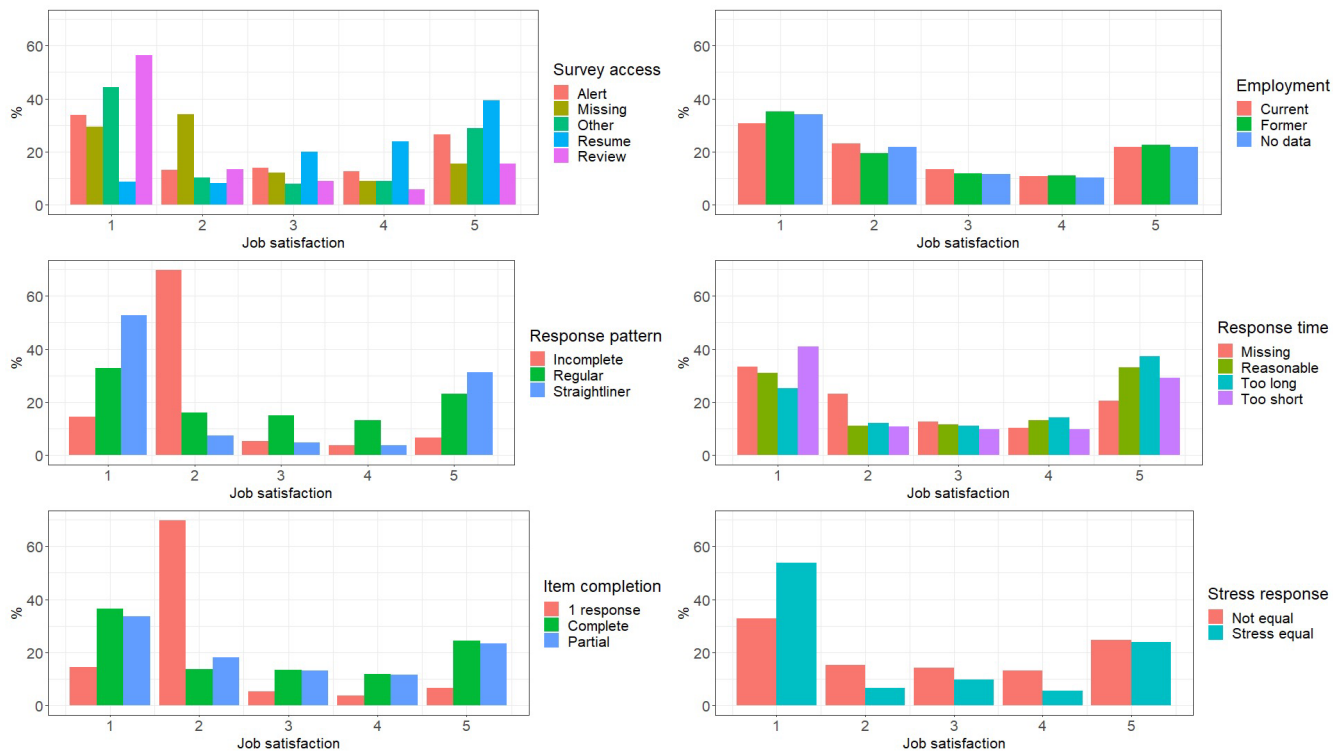 Survey access
Alert
Missing
Other
Resume
Review
%
60
40
20
0
1 2 3 4 5
Job satisfaction
Employment
Current
Former
No data
%
60
40
20
0
1 2 3 4 5
Job satisfaction
Response pattern
Incomplete
Regular
Straightliner
%
60
40
20
0
1 2 3 4 5
Job satisfaction
Response time
Missing
Reasonable
Too long
Too short
%
60
40
20
0
1 2 3 4 5
Job satisfaction
Item completion
1 response
Complete
Partial
%
60
40
20
0
1 2 3 4 5
Job satisfaction
Stress response
Not equal
Stress equal
%
60
40
20
0
1 2 3 4 5
Job satisfaction